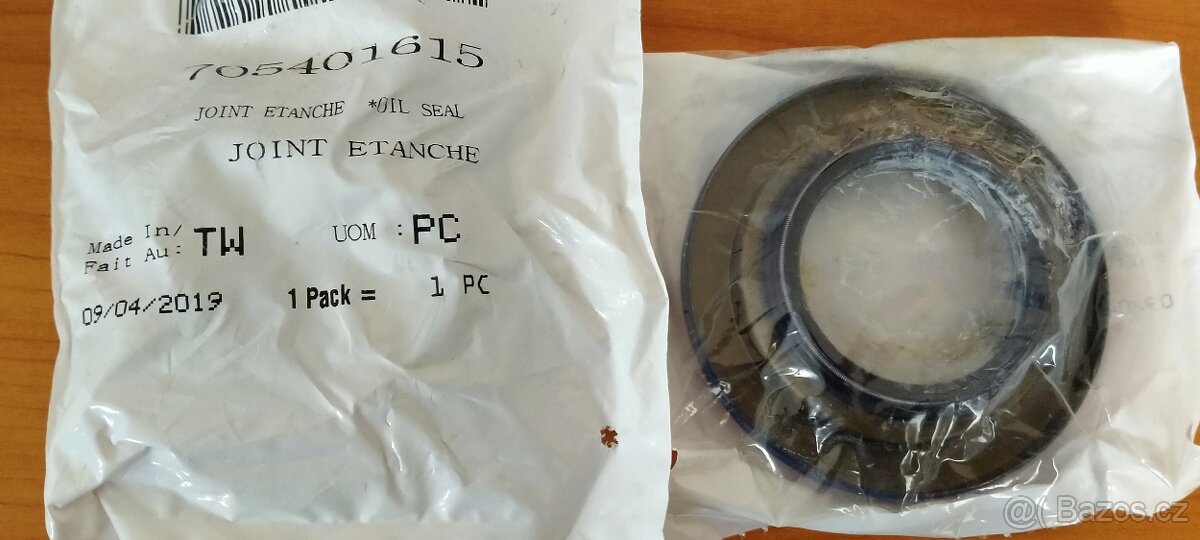 705401615
JOINT ETANCHE *OIL SEAL
JOINT ETANCHE
Made In/
Fait Au: TW
UOM : PC
09/04/2019
1 Pack = 1 PC
@( Bazos.cz